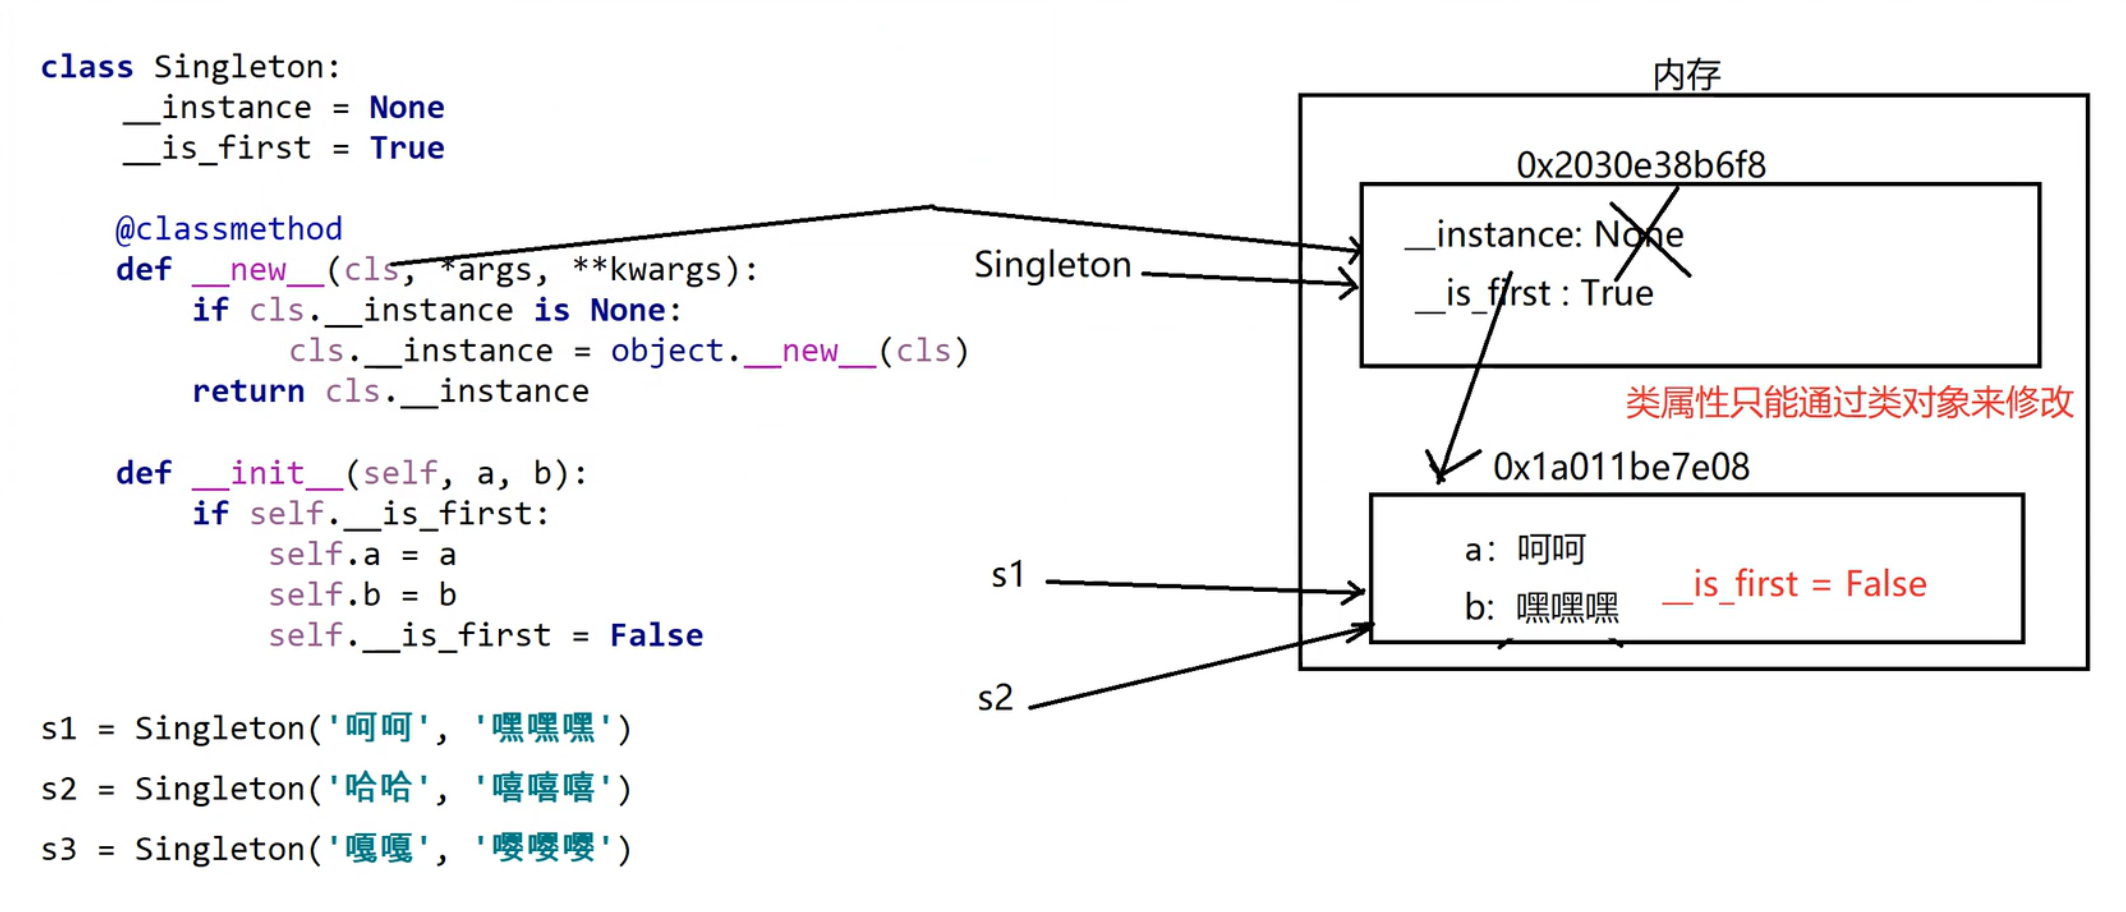 class Singleton:
    __instance = None
    __is_first = True
    @classmethod
    def __new__(cls, *args, **kwargs):
        if cls.__instance is None:
            cls.__instance = object.__new__(cls)
        return cls.__instance
    def __init__(self, a, b):
        if self.__is_first:
            self.a = a
            self.b = b
            self.__is_first = False
s1 = Singleton('呵呵', '嘿嘿嘿')
s2 = Singleton('哈哈', '嘻嘻嘻')
s3 = Singleton('嘎嘎', '嘤嘤嘤')
内存
0x2030e38b6f8
__instance: None
__is_first : True
Singleton
类属性只能通过类对象来修改
0x1a011be7e08
a: 呵呵
b: 嘿嘿嘿
__is_first = False
s1
s2